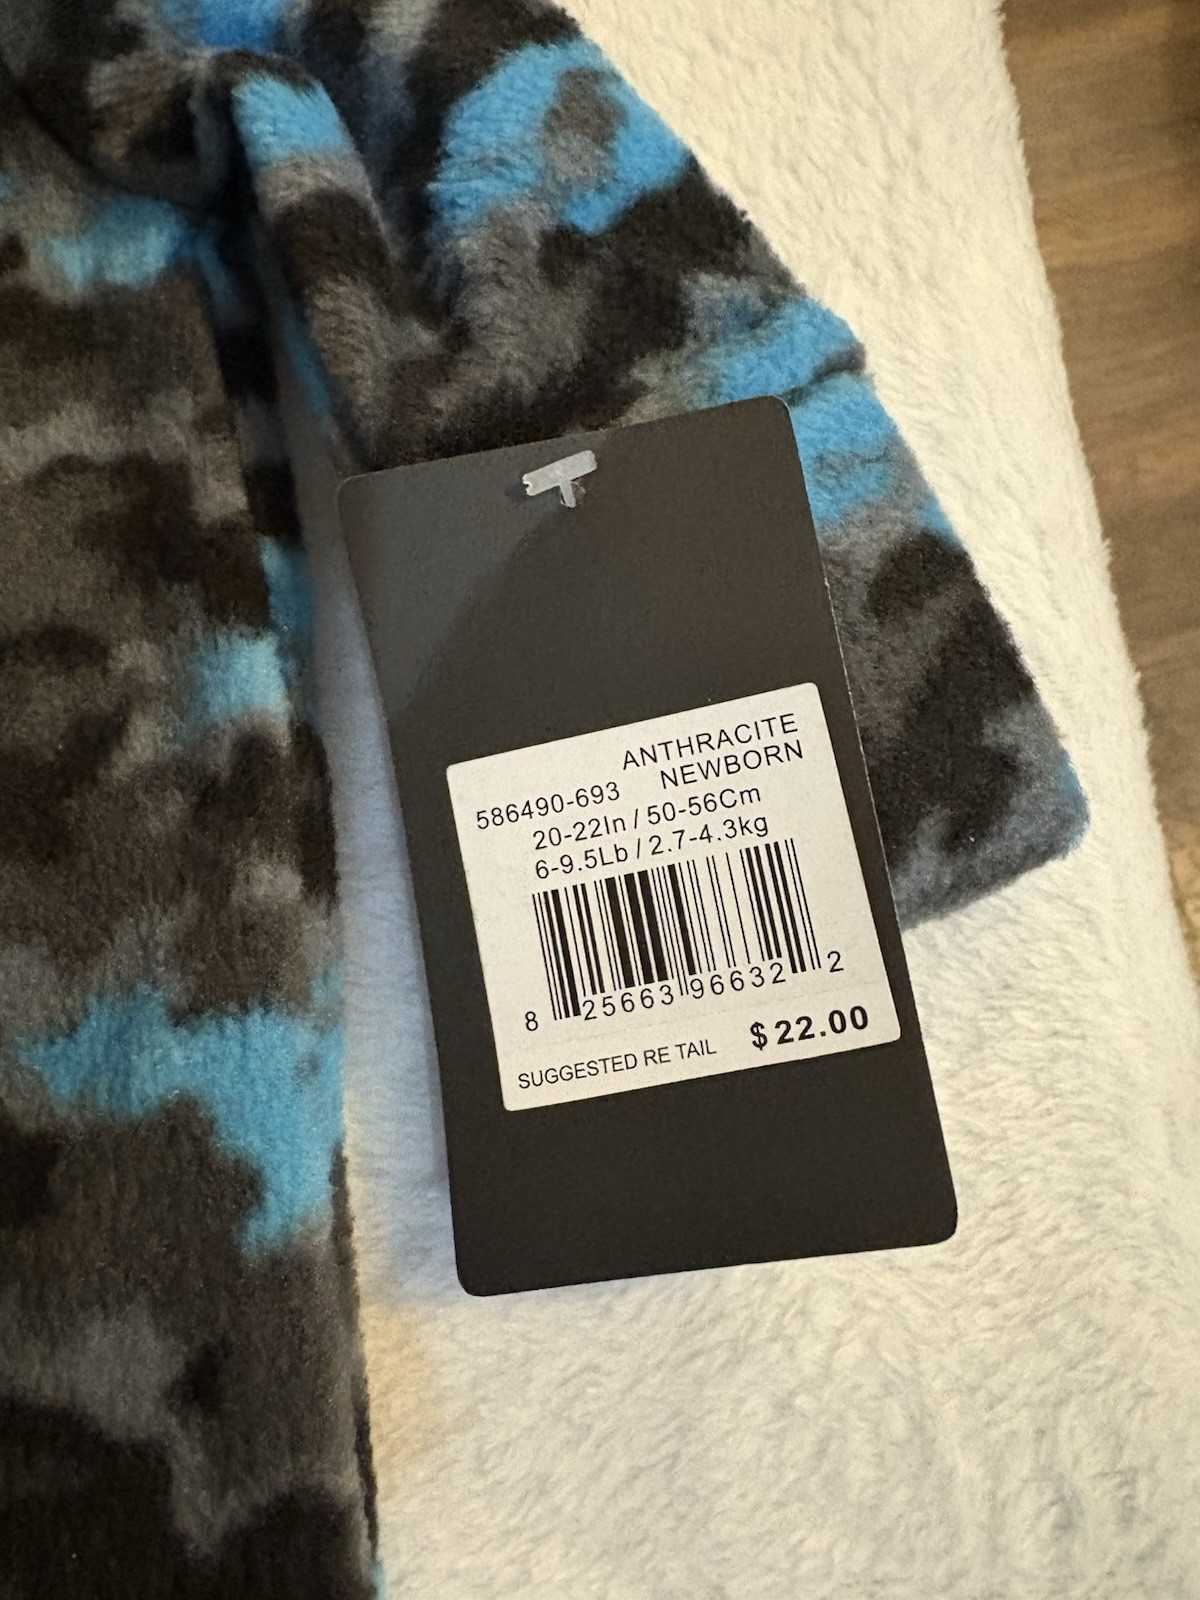 ANTHRACITE
586490-693 NEWBORN
20-22In / 50-56Cm
6-9.5Lb / 2.7-4.3kg
8 25663 96632 2
SUGGESTED RE TAIL $ 22.00